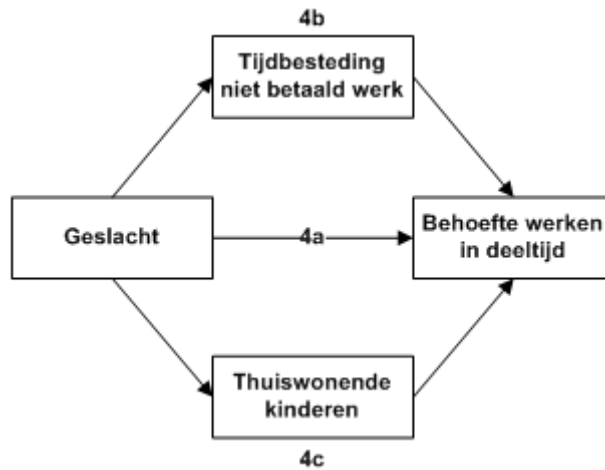 4b
Tijdbesteding
niet betaald werk
Geslacht
4a
Behoefte werken
in deeltijd
Thuiswonende
kinderen
4c